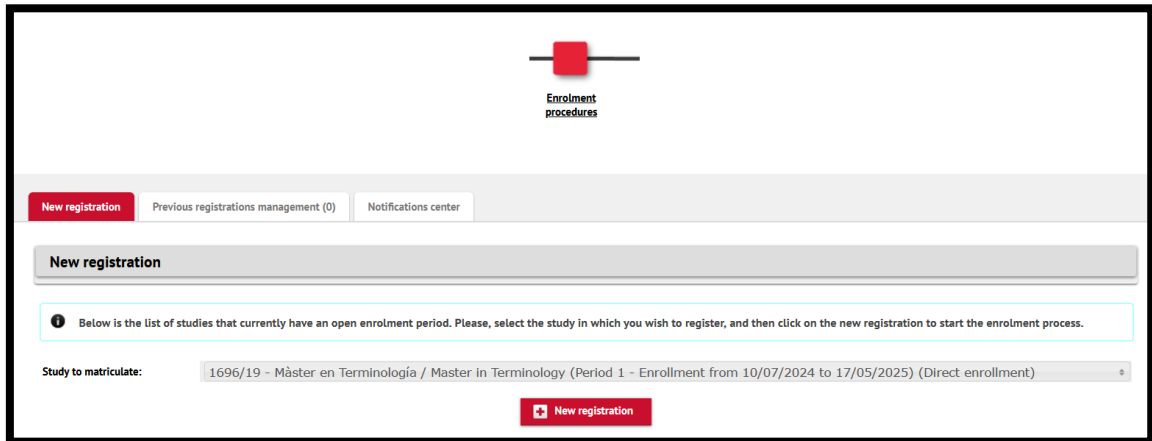 Enrolment
procedures
New registration
Previous registrations management (0)
Notifications center
New registration
Below is the list of studies that currently have an open enrolment period. Please, select the study in which you wish to register, and then click on the new registration to start the enrolment process.
Study to matriculate:
1696/19 - Màster en Terminología / Master in Terminology (Period 1 - Enrollment from 10/07/2024 to 17/05/2025) (Direct enrollment)
New registration